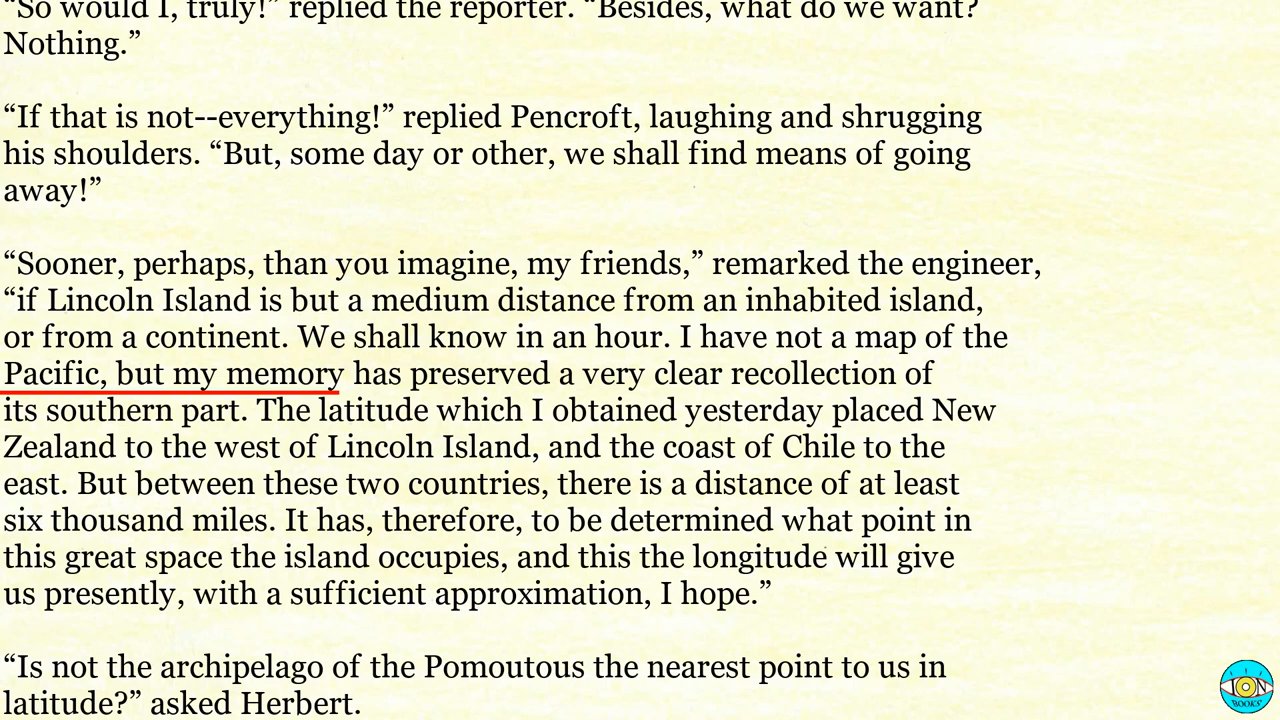 “So would I, truly!” replied the reporter. “Besides, what do we want?
Nothing.”
“If that is not--everything!” replied Pencroft, laughing and shrugging
his shoulders. “But, some day or other, we shall find means of going
away!”
“Sooner, perhaps, than you imagine, my friends,” remarked the engineer,
“if Lincoln Island is but a medium distance from an inhabited island,
or from a continent. We shall know in an hour. I have not a map of the
Pacific, but my memory has preserved a very clear recollection of
its southern part. The latitude which I obtained yesterday placed New
Zealand to the west of Lincoln Island, and the coast of Chile to the
east. But between these two countries, there is a distance of at least
six thousand miles. It has, therefore, to be determined what point in
this great space the island occupies, and this the longitude will give
us presently, with a sufficient approximation, I hope.”
“Is not the archipelago of the Pomoutous the nearest point to us in
latitude?” asked Herbert.
ION
BOOKS